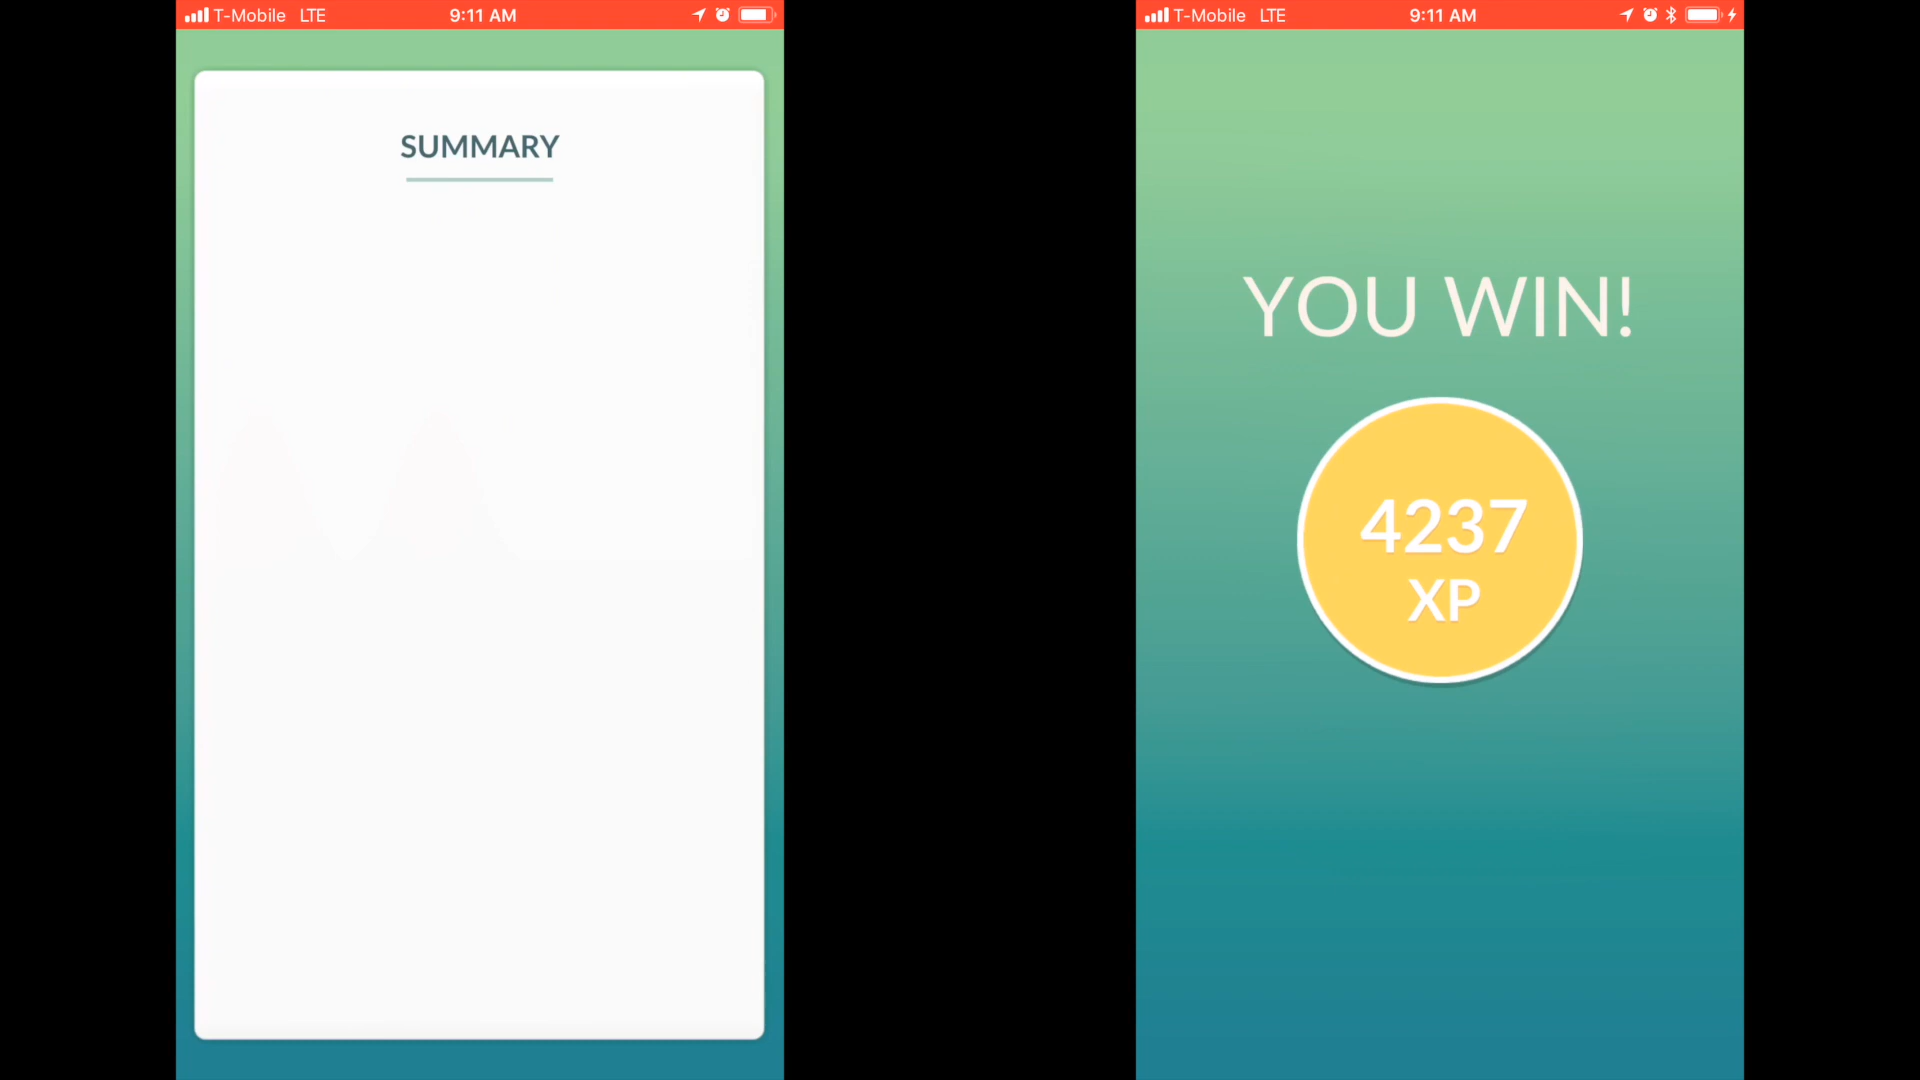 T-Mobile LTE 9:11 AM
SUMMARY
T-Mobile LTE 9:11 AM
YOU WIN!
4237
XP